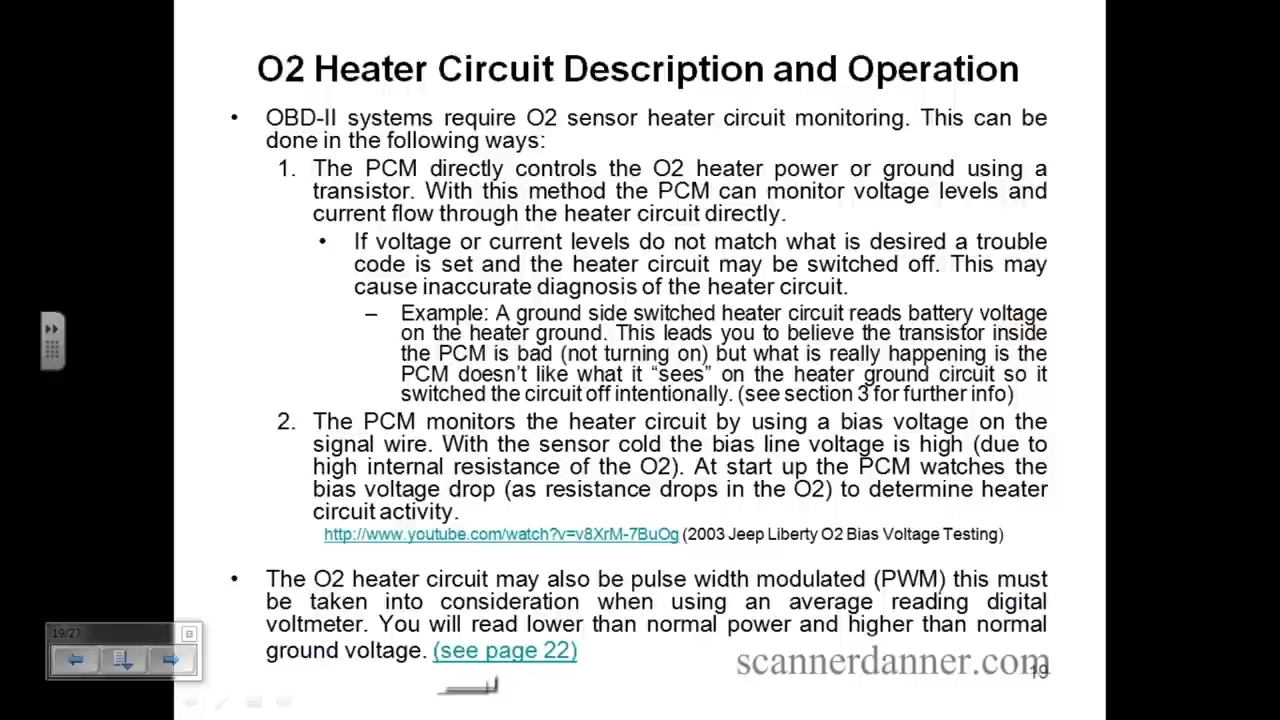 O2 Heater Circuit Description and Operation
• OBD-II systems require O2 sensor heater circuit monitoring. This can be
done in the following ways:
1. The PCM directly controls the O2 heater power or ground using a
transistor. With this method the PCM can monitor voltage levels and
current flow through the heater circuit directly.
• If voltage or current levels do not match what is desired a trouble
code is set and the heater circuit may be switched off. This may
cause inaccurate diagnosis of the heater circuit.
– Example: A ground side switched heater circuit reads battery voltage
on the heater ground. This leads you to believe the transistor inside
the PCM is bad (not turning on) but what is really happening is the
PCM doesn't like what it “sees” on the heater ground circuit so it
switched the circuit off intentionally. (see section 3 for further info)
2. The PCM monitors the heater circuit by using a bias voltage on the
signal wire. With the sensor cold the bias line voltage is high (due to
high internal resistance of the O2). At start up the PCM watches the
bias voltage drop (as resistance drops in the O2) to determine heater
circuit activity.
http://www.youtube.com/watch?v=v8XrM-7BuOg (2003 Jeep Liberty O2 Bias Voltage Testing)
• The O2 heater circuit may also be pulse width modulated (PWM) this must
be taken into consideration when using an average reading digital
voltmeter. You will read lower than normal power and higher than normal
ground voltage. (see page 22)
19/27
scannerdanner.com
19